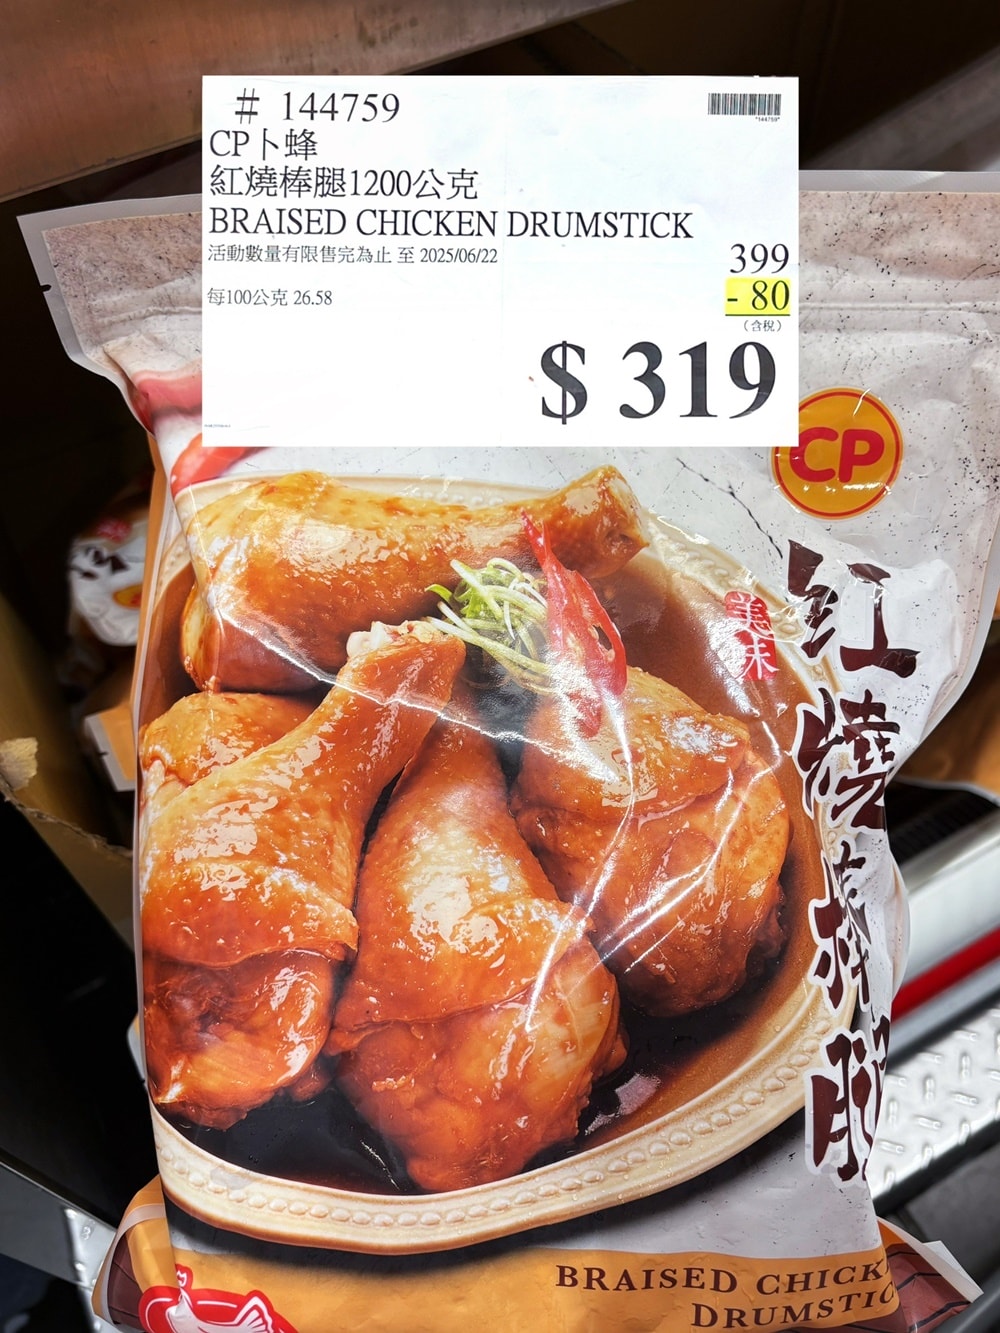 # 144759
*144759*
CP卜蜂
紅燒棒腿1200公克
BRAISED CHICKEN DRUMSTICK
活動數量有限售完為止 至 2025/06/22
399
每100公克 26.58
- 80
(含稅)
$ 319
CP
美味
紅燒棒腿
BRAISED CHICK
DRUMSTIC